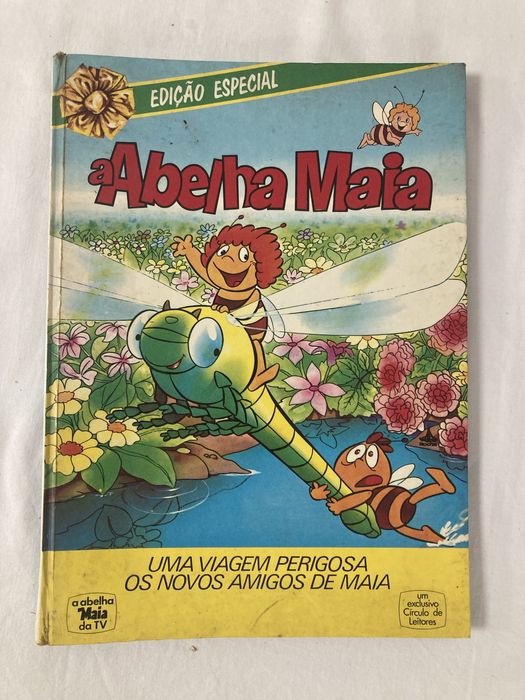 EDIÇÃO ESPECIAL
a Abelha Maia
UMA VIAGEM PERIGOSA
OS NOVOS AMIGOS DE MAIA
a abelha
Maia
da TV
um
exclusivo
Círculo de
Leitores